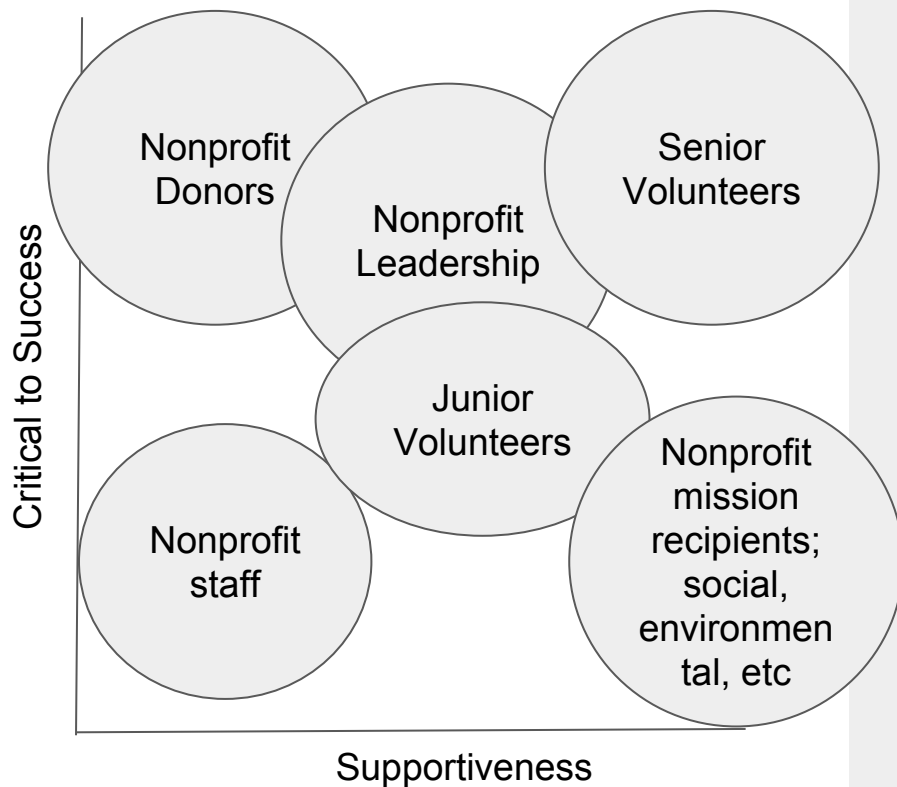 Nonprofit
Donors
Nonprofit
Leadership
Senior
Volunteers
Critical to Success
Junior
Volunteers
Nonprofit
staff
Nonprofit
mission
recipients;
social,
environmen
tal, etc
Supportiveness